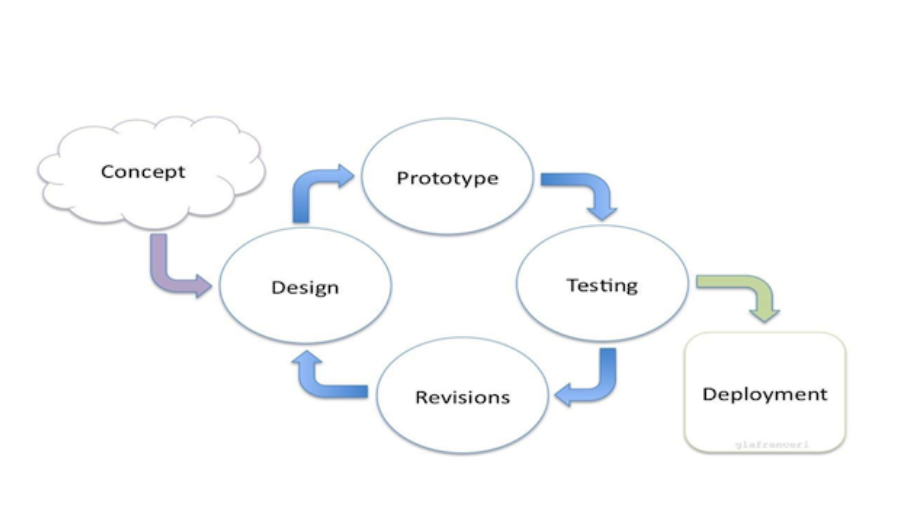 Concept
Prototype
Design
Testing
Revisions
Deployment